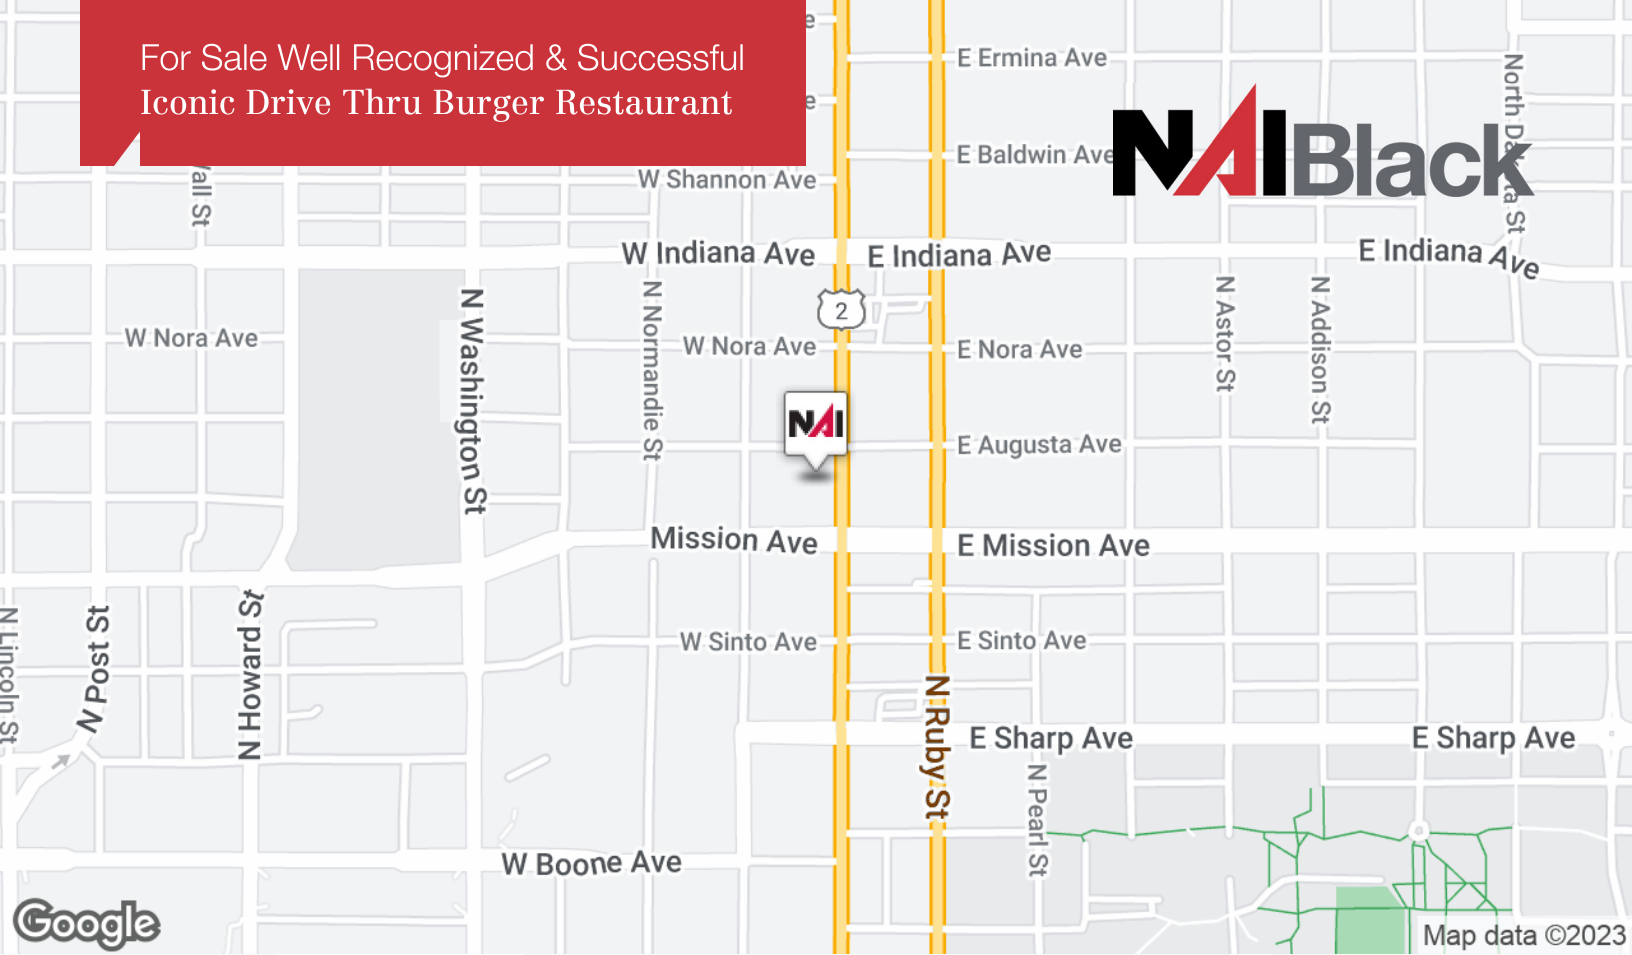 For Sale Well Recognized & Successful
Iconic Drive Thru Burger Restaurant
NAIBlack
E Ermina Ave
E Baldwin Ave
W Shannon Ave
W Indiana Ave
E Indiana Ave
E Indiana Ave
2
W Nora Ave
W Nora Ave
E Nora Ave
N Washington St
N Normandie St
N Astor St
N Addison St
NAI
E Augusta Ave
Mission Ave
E Mission Ave
N Lincoln St
N Post St
N Howard St
W Sinto Ave
E Sinto Ave
N Ruby St
E Sharp Ave
E Sharp Ave
N Pearl St
W Boone Ave
Google
Map data ©2023